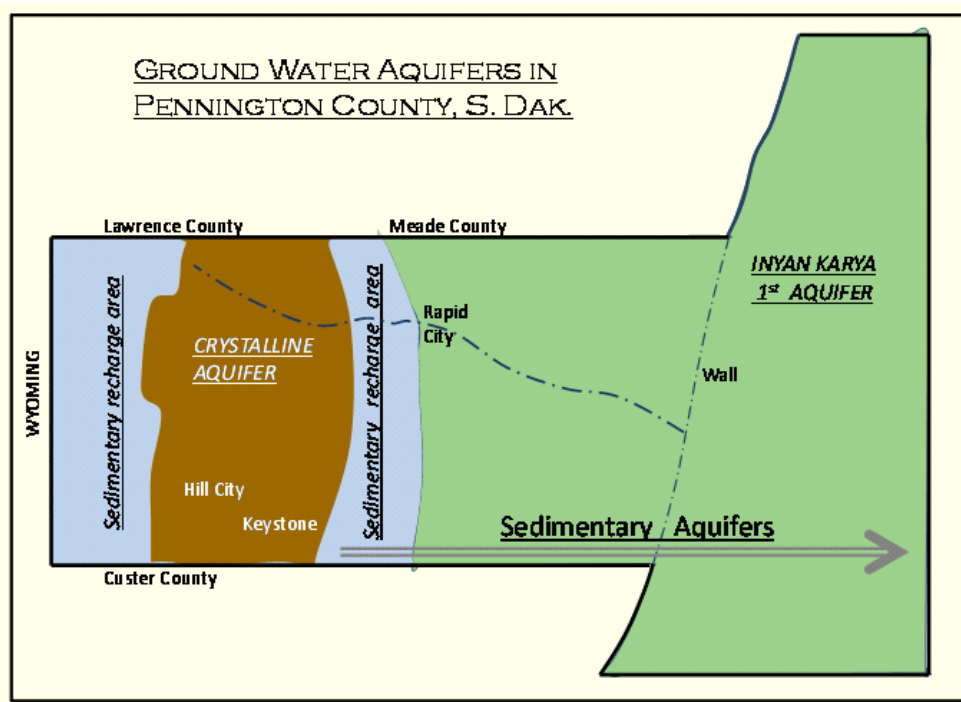 GROUND WATER AQUIFERS IN
PENNINGTON COUNTY, S. DAK.
Lawrence County
Meade County
INYAN KARYA
1st AQUIFER
Rapid
City
CRYSTALLINE
AQUIFER
Sedimentary recharge area
Sedimentary recharge area
WYOMING
Wall
Hill City
Keystone
Sedimentary Aquifers
Custer County